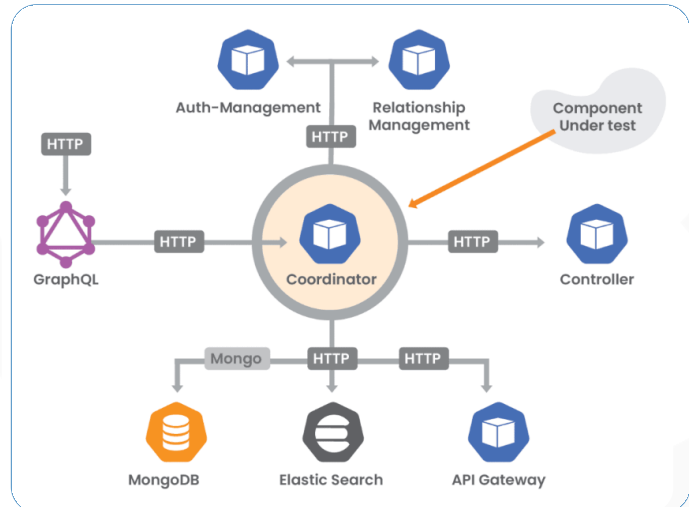 Auth-Management
Relationship
Management
Component
Under test
HTTP
HTTP
HTTP
HTTP
GraphQL
Coordinator
Controller
Mongo
HTTP
HTTP
MongoDB
Elastic Search
API Gateway